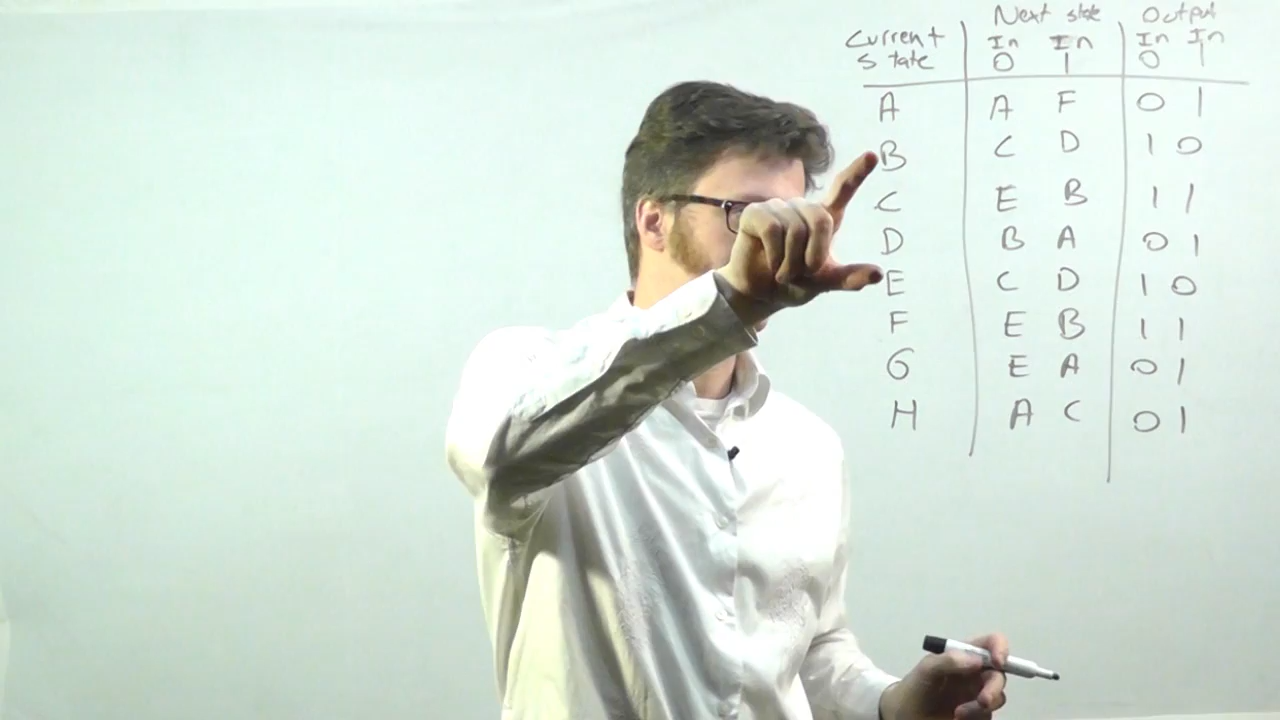 Next state Output
Current In In In In
state 0 1 0 1
A A F 0 1
B C D 1 0
C E B 1 1
D B A 0 1
E C D 1 0
F E B 1 1
G E A 0 1
H A C 0 1